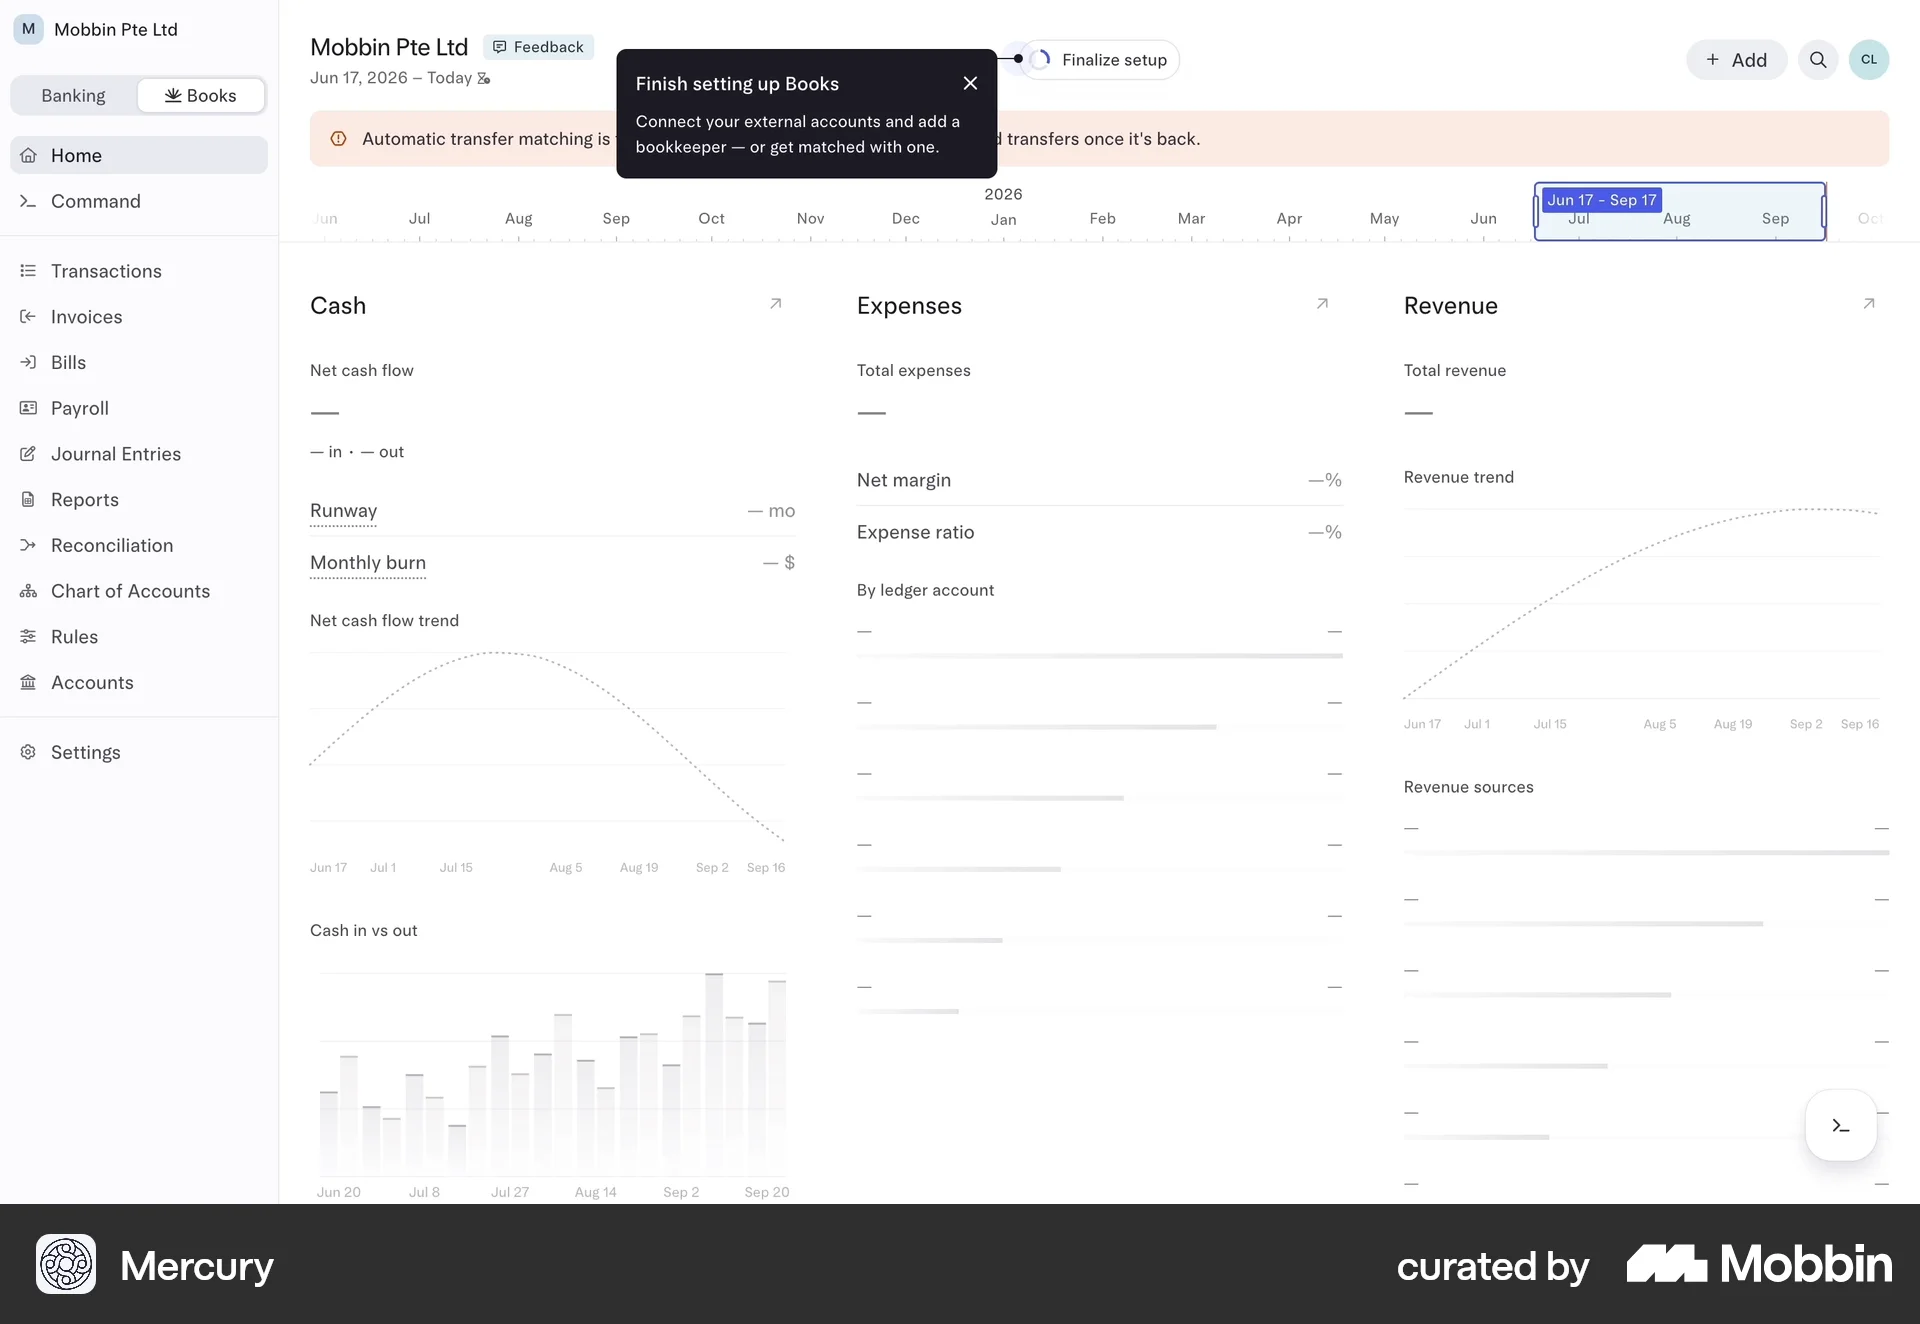 M Mobbin Pte Ltd
Banking
Books
Home
Command
Transactions
Invoices
Bills
Payroll
Journal Entries
Reports
Reconciliation
Chart of Accounts
Rules
Accounts
Settings
Mobbin Pte Ltd
Feedback
Jun 17, 2026 – Today
Finish setting up Books
Connect your external accounts and add a
bookkeeper — or get matched with one.
Finalize setup
+ Add
CL
Automatic transfer matching is
transfers once it's back.
2026
Jun Jul Aug Sep Oct Nov Dec Jan Feb Mar Apr May Jun Jul Aug Sep Oct
Jun 17 - Sep 17
Cash
Net cash flow
—
— in · — out
Runway — mo
Monthly burn — $
Net cash flow trend
Jun 17 Jul 1 Jul 15 Aug 5 Aug 19 Sep 2 Sep 16
Cash in vs out
Jun 20 Jul 8 Jul 27 Aug 14 Sep 2 Sep 20
Expenses
Total expenses
—
Net margin —%
Expense ratio —%
By ledger account
— —
— —
— —
— —
— —
— —
Revenue
Total revenue
—
Revenue trend
Jun 17 Jul 1 Jul 15 Aug 5 Aug 19 Sep 2 Sep 16
Revenue sources
— —
— —
— —
— —
— —
— —
Mercury
curated by Mobbin